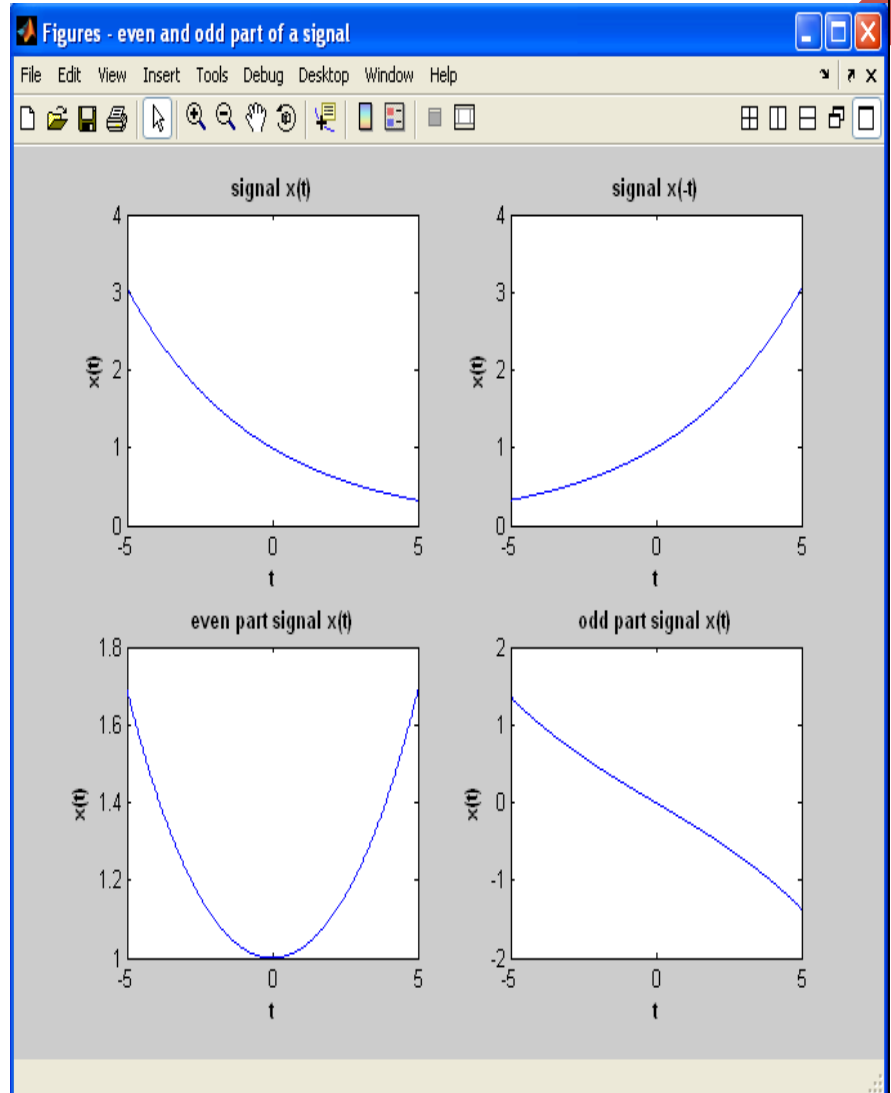 Figures - even and odd part of a signal
File Edit View Insert Tools Debug Desktop Window Help
signal x(t)
4
3
2
1
0
-5 0 5
x(t)
t
signal x(-t)
4
3
2
1
0
-5 0 5
x(t)
t
even part signal x(t)
1.8
1.6
1.4
1.2
1
-5 0 5
x(t)
t
odd part signal x(t)
2
1
0
-1
-2
-5 0 5
x(t)
t